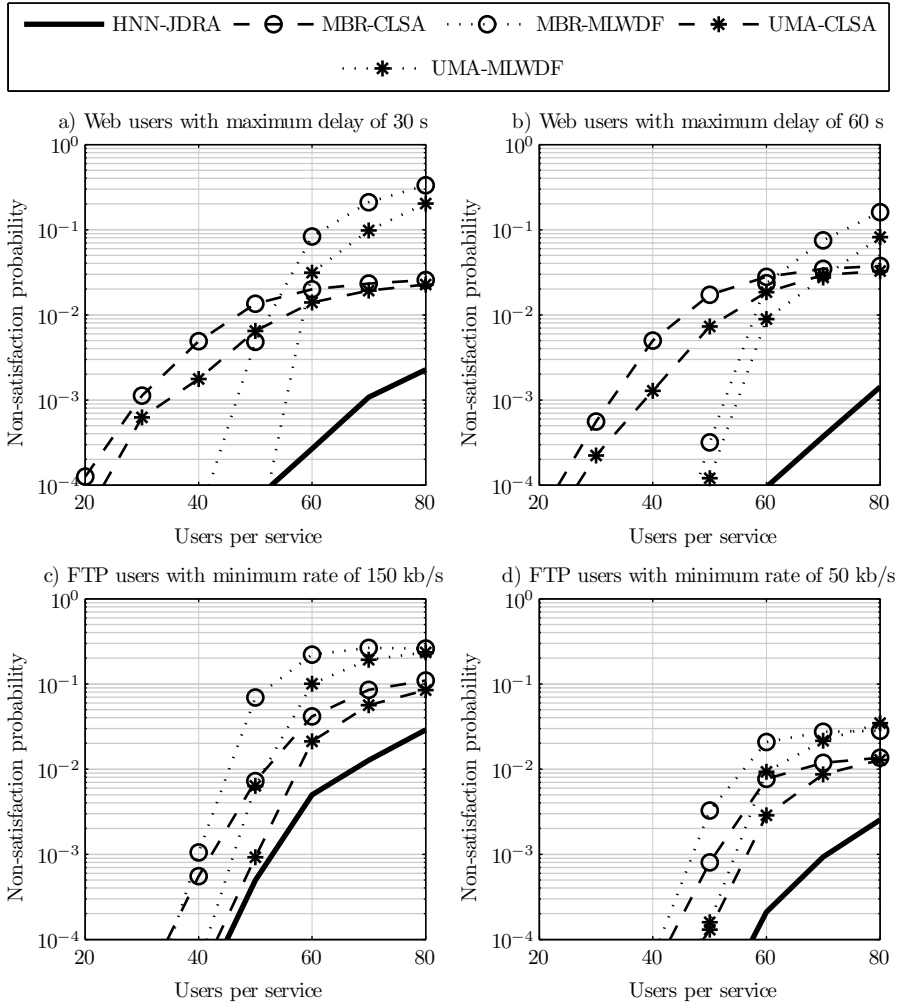 HNN-JDRA MBR-CLSA MBR-MLWDF UMA-CLSA
UMA-MLWDF
a) Web users with maximum delay of 30 s
10^0
10^-1
10^-2
10^-3
10^-4
20 40 60 80
Non-satisfaction probability
Users per service
b) Web users with maximum delay of 60 s
10^0
10^-1
10^-2
10^-3
10^-4
20 40 60 80
Non-satisfaction probability
Users per service
c) FTP users with minimum rate of 150 kb/s
10^0
10^-1
10^-2
10^-3
10^-4
20 40 60 80
Non-satisfaction probability
Users per service
d) FTP users with minimum rate of 50 kb/s
10^0
10^-1
10^-2
10^-3
10^-4
20 40 60 80
Non-satisfaction probability
Users per service